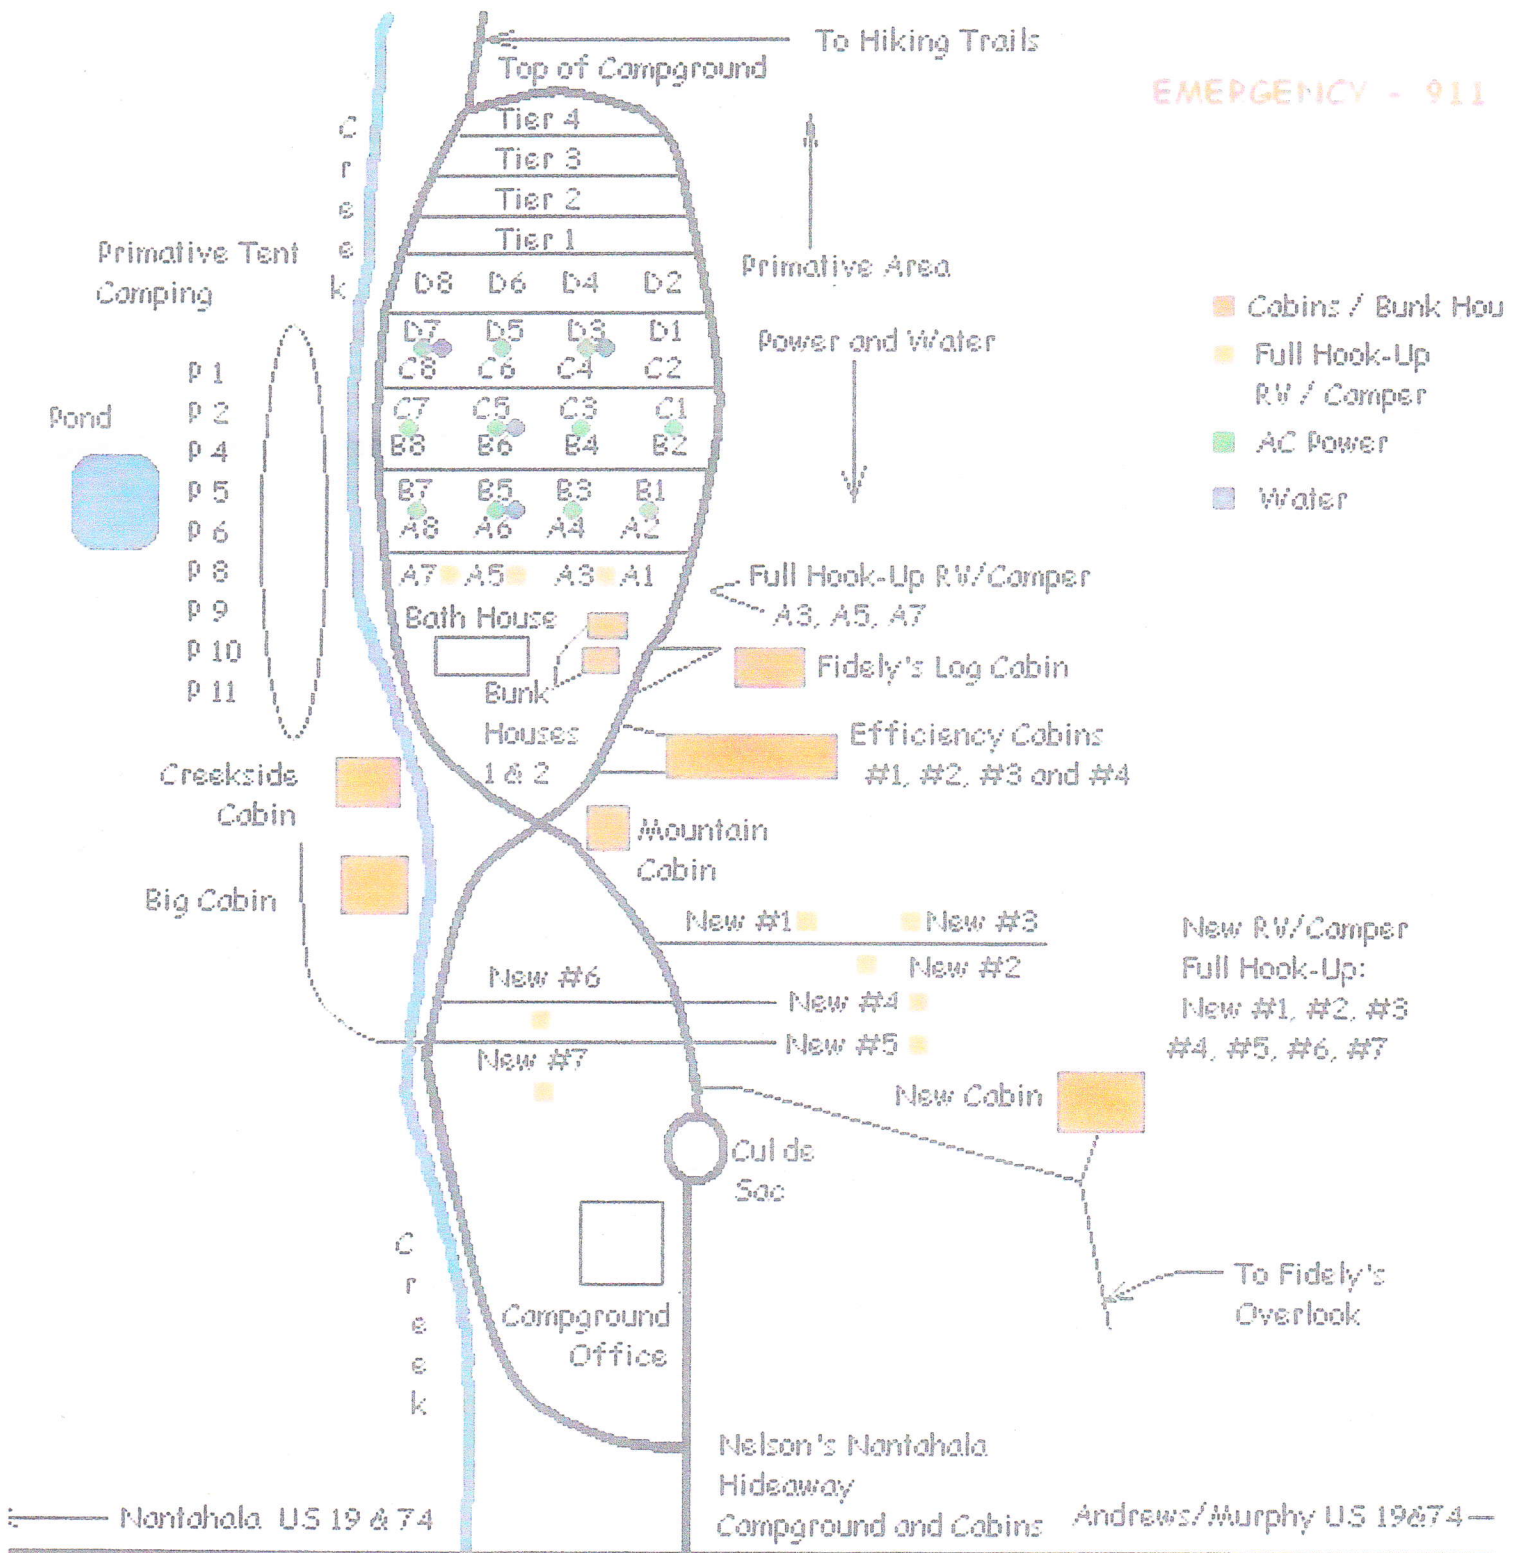 To Hiking Trails
Top of Campground
EMERGENCY - 911
Creek
Tier 4
Tier 3
Tier 2
Tier 1
Primative Tent
Camping
Primative Area
D8 D6 D4 D2
Cabins / Bunk Hou
D7 D5 D3 D1
Power and Water
Full Hook-Up
RV / Camper
C8 C6 C4 C2
P 1
P 2
P 4
P 5
P 6
P 8
P 9
P 10
P 11
Pond
C7 C5 C3 C1
B8 B6 B4 B2
AC Power
Water
B7 B5 B3 B1
A8 A6 A4 A2
A7 A5 A3 A1
Full Hook-Up RV/Camper
A3, A5, A7
Bath House
Bunk
Houses
1 & 2
Fidely's Log Cabin
Efficiency Cabins
#1, #2, #3 and #4
Creekside
Cabin
Mountain
Cabin
Big Cabin
New #1
New #3
New #2
New #6
New #4
New #7
New #5
New RV/Camper
Full Hook-Up:
New #1, #2, #3
#4, #5, #6, #7
New Cabin
Cul de
Sac
Creek
To Fidely's
Overlook
Campground
Office
Nelson's Nantahala
Hideaway
Campground and Cabins
Nantahala US 19 & 74
Andrews/Murphy US 19&74